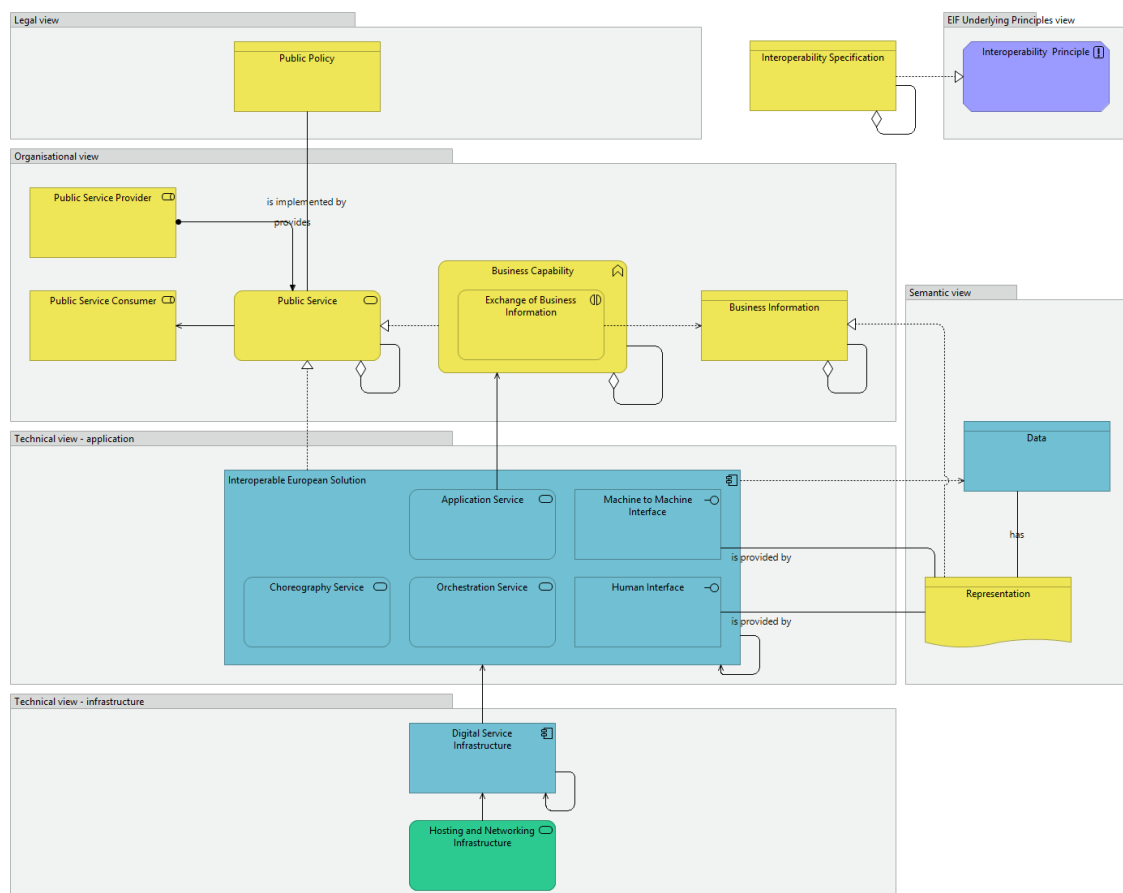 Legal view
EIF Underlying Principles view
Public Policy
Interoperability Specification
Interoperability Principle
Organisational view
Public Service Provider
is implemented by
provides
Business Capability
Public Service Consumer
Public Service
Exchange of Business
Information
Business Information
Semantic view
Technical view - application
Data
Interoperable European Solution
Application Service
Machine to Machine
Interface
has
is provided by
Choreography Service
Orchestration Service
Human Interface
Representation
is provided by
Technical view - infrastructure
Digital Service
Infrastructure
Hosting and Networking
Infrastructure